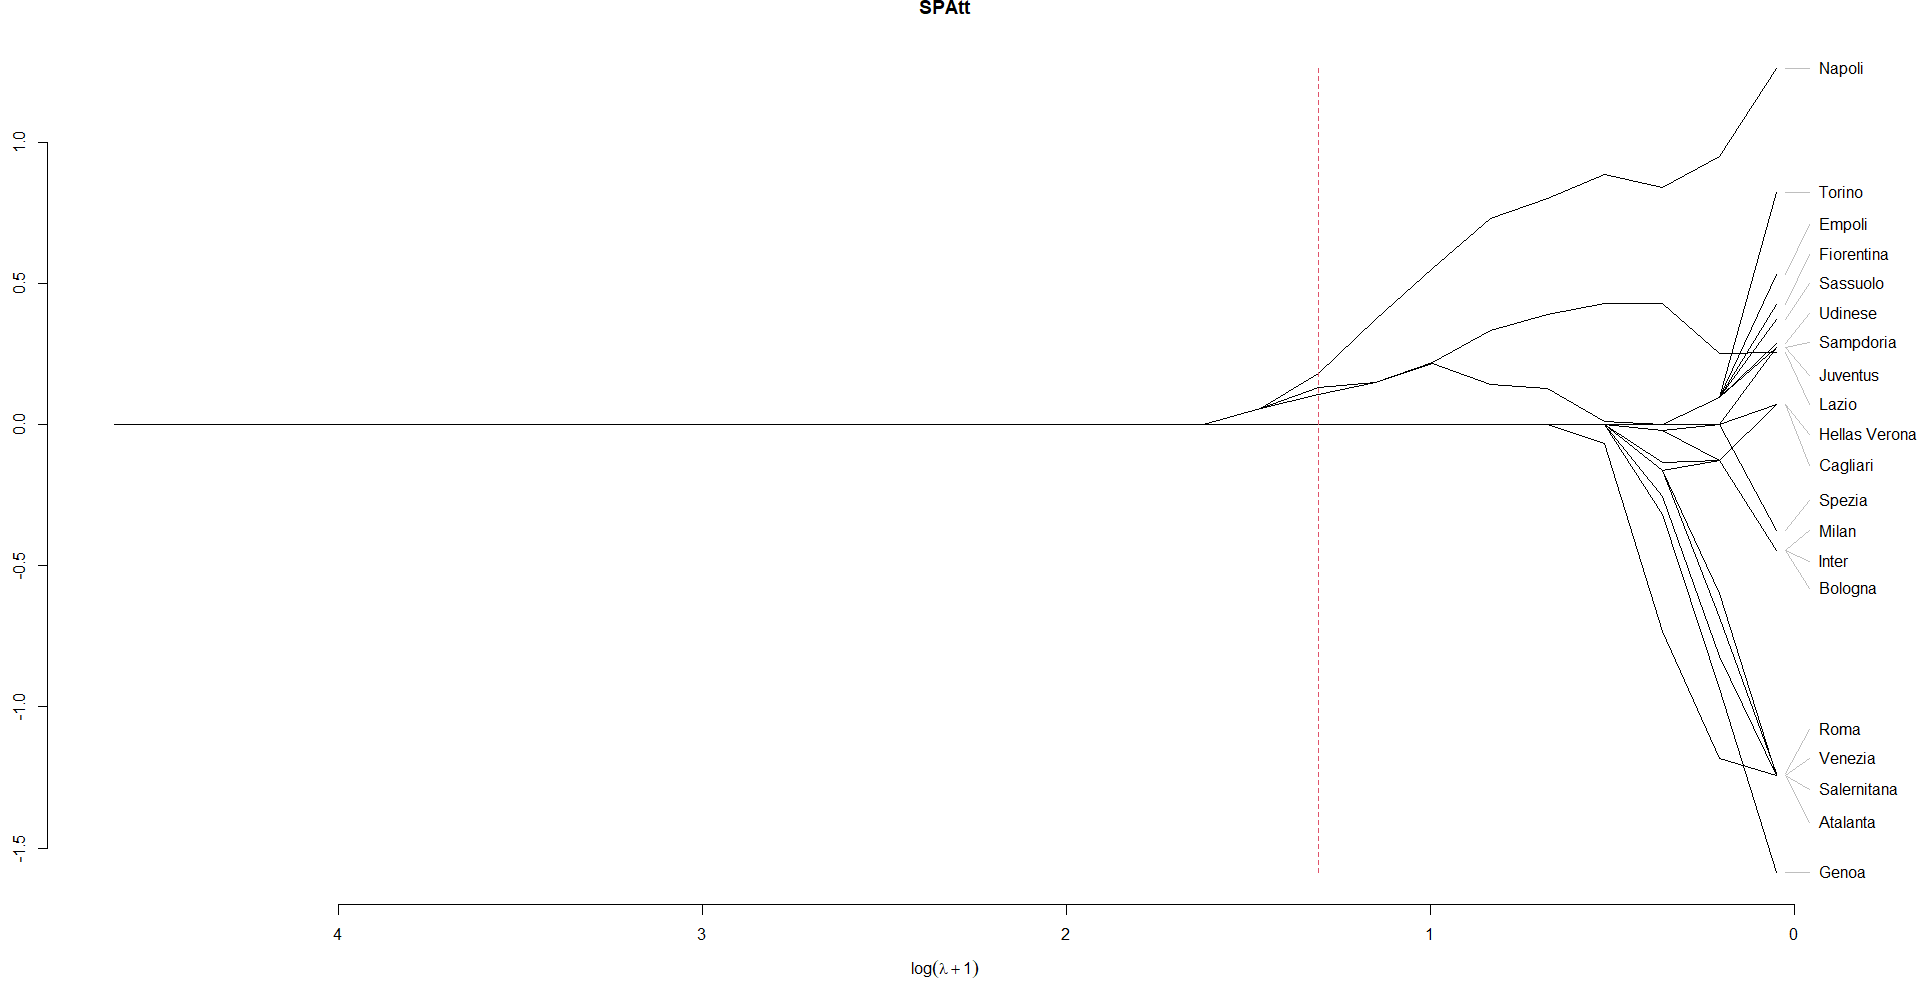 SPAtt
1.0
0.5
0.0
-0.5
-1.0
-1.5
Napoli
Torino
Empoli
Fiorentina
Sassuolo
Udinese
Sampdoria
Juventus
Lazio
Hellas Verona
Cagliari
Spezia
Milan
Inter
Bologna
Roma
Venezia
Salernitana
Atalanta
Genoa
4 3 2 1 0
log(λ + 1)